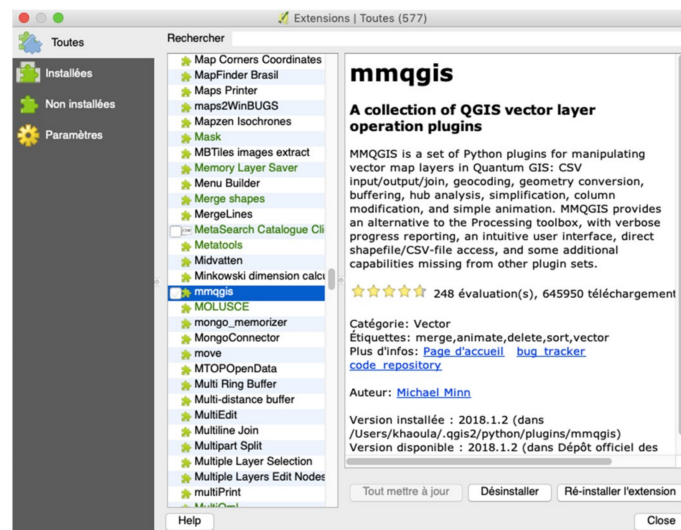 Extensions | Toutes (577)
Toutes
Installées
Non installées
Paramètres
Rechercher
Map Corners Coordinates
MapFinder Brasil
Maps Printer
maps2WinBUGS
Mapzen Isochrones
Mask
MBTiles images extract
Memory Layer Saver
Menu Builder
Merge shapes
MergeLines
MetaSearch Catalogue Cli
Metatools
Midvatten
Minkowski dimension calcu
mmqgis
MOLUSCE
mongo_memorizer
MongoConnector
move
MTOPOpenData
Multi Ring Buffer
Multi-distance buffer
MultiEdit
Multiline Join
Multipart Split
Multiple Layer Selection
Multiple Layers Edit Nodes
multiPrint
mmqgis
A collection of QGIS vector layer
operation plugins
MMQGIS is a set of Python plugins for manipulating
vector map layers in Quantum GIS: CSV
input/output/join, geocoding, geometry conversion,
buffering, hub analysis, simplification, column
modification, and simple animation. MMQGIS provides
an alternative to the Processing toolbox, with verbose
progress reporting, an intuitive user interface, direct
shapefile/CSV-file access, and some additional
capabilities missing from other plugin sets.
248 évaluation(s), 645950 téléchargement
Catégorie: Vector
Étiquettes: merge,animate,delete,sort,vector
Plus d'infos: Page d'accueil bug tracker
code repository
Auteur: Michael Minn
Version installée : 2018.1.2 (dans
/Users/khaoula/.qgis2/python/plugins/mmqgis)
Version disponible : 2018.1.2 (dans Dépôt officiel des
Tout mettre à jour
Désinstaller
Ré-installer l'extension
Help
Close